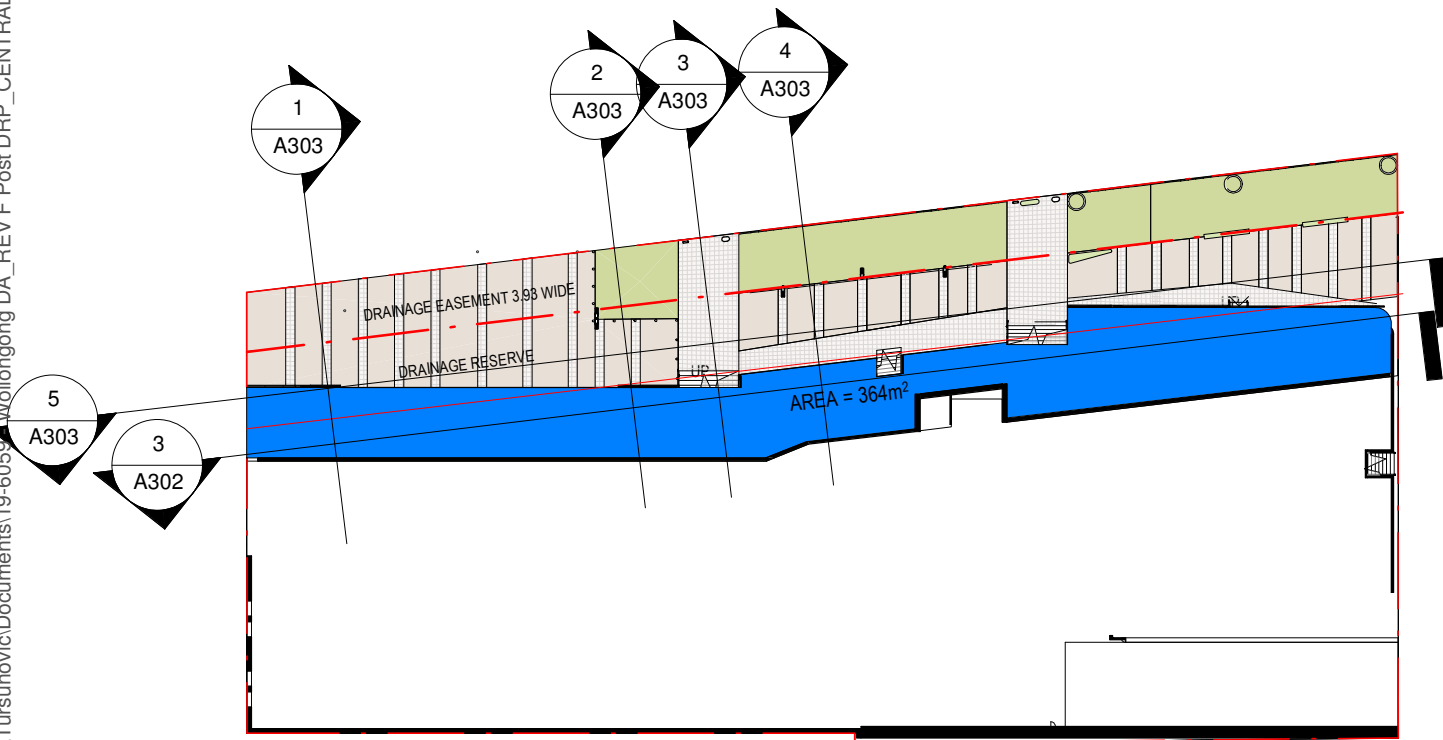 1
A303
2
A303
3
A303
4
A303
5
A303
3
A302
DRAINAGE EASEMENT 3.93 WIDE
DRAINAGE RESERVE
UP
AREA = 364m²
Tursunovic\Documents\19-6059 Wollongong DA_REV F Post DRP_CENTRAL